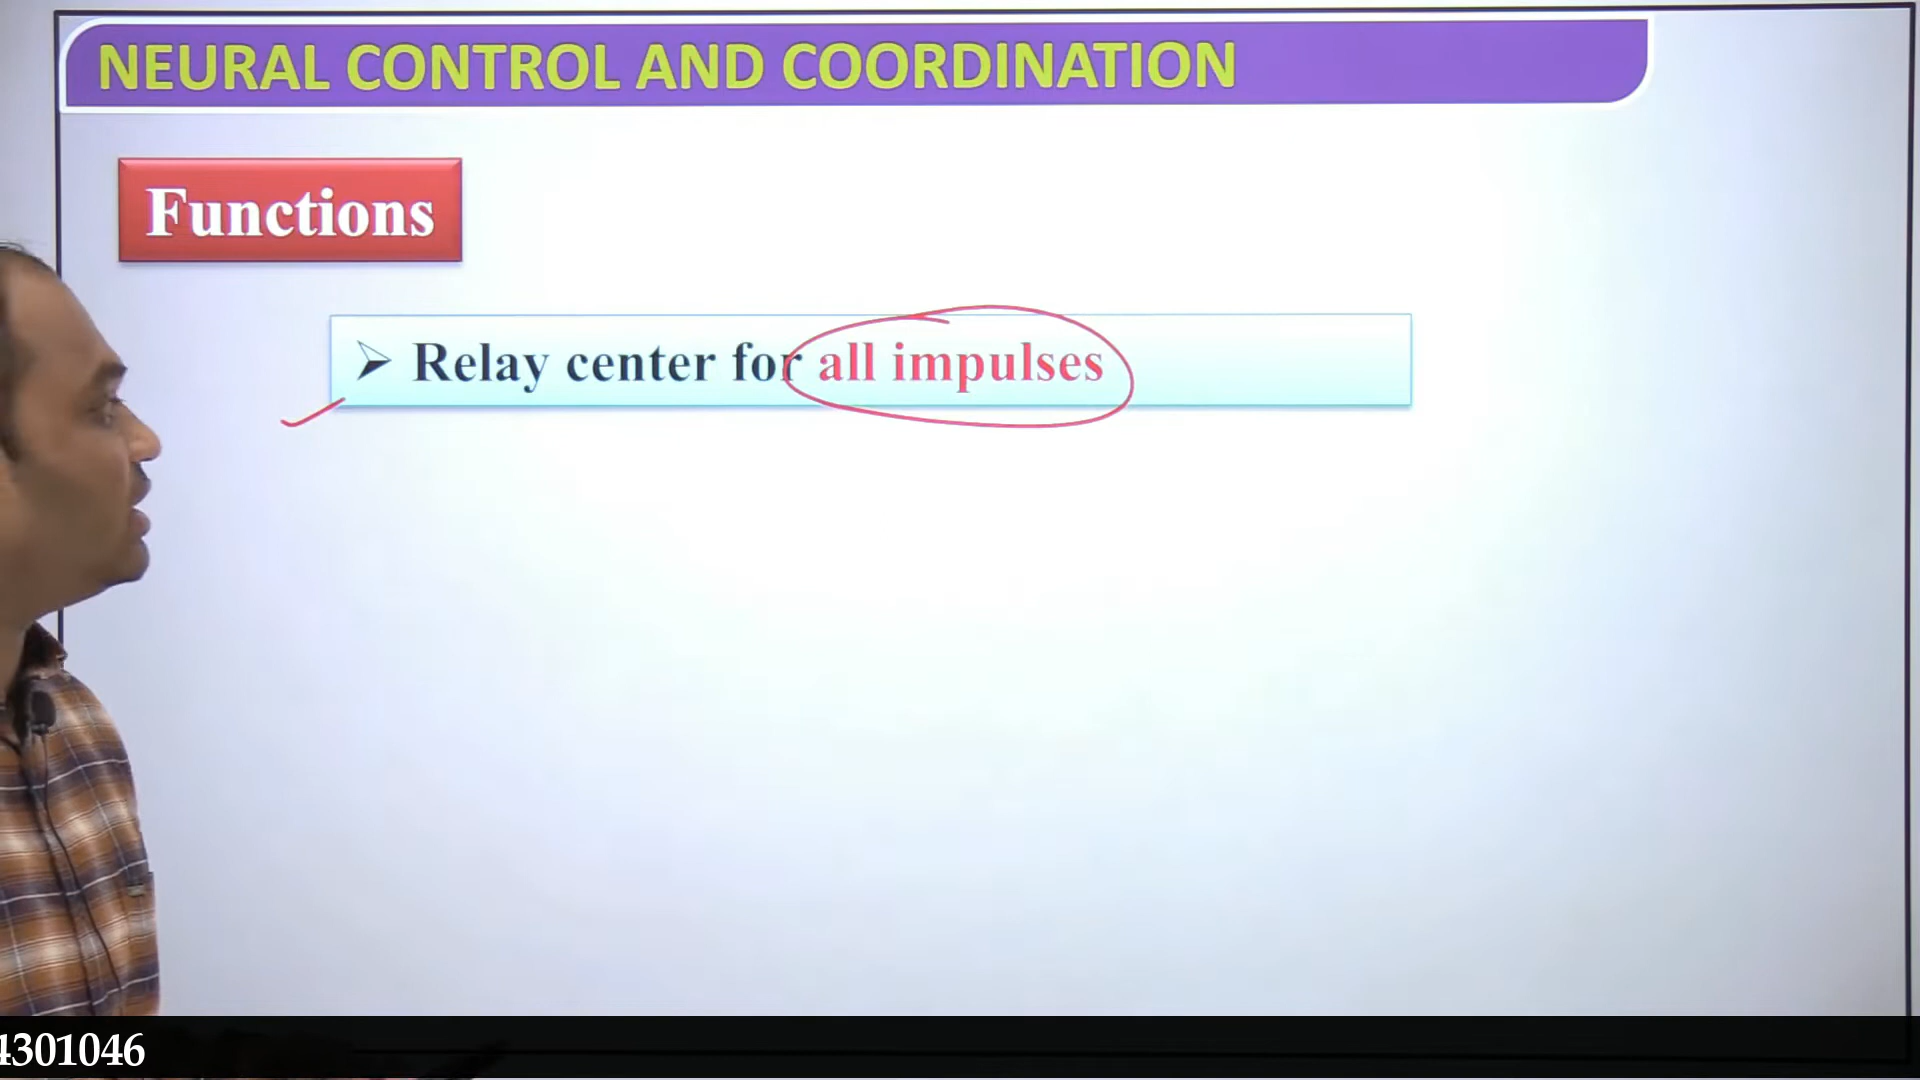 NEURAL CONTROL AND COORDINATION
Functions
➢ Relay center for all impulses
4301046